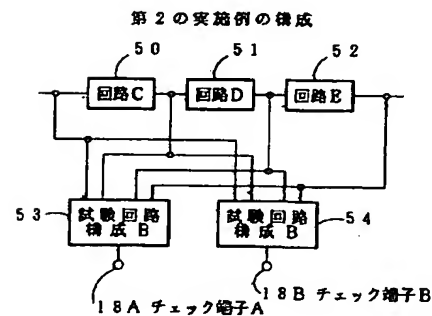 第2の実施例の構成
50
51
52
回路C
回路D
回路E
53
試験回路
構成B
試験回路
構成B
54
18A チェック端子A
18B チェック端子B